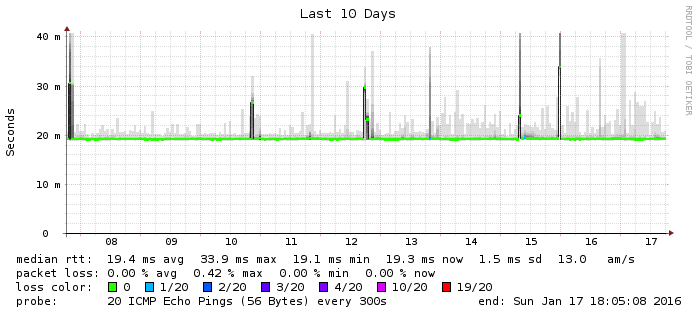 Last 10 Days
RRDTOOL / TOBI OETIKER
Seconds
40 m
30 m
20 m
10 m
0
08 09 10 11 12 13 14 15 16 17
median rtt: 19.4 ms avg 33.9 ms max 19.1 ms min 19.3 ms now 1.5 ms sd 13.0 am/s
packet loss: 0.00 % avg 0.42 % max 0.00 % min 0.00 % now
loss color: 0 1/20 2/20 3/20 4/20 10/20 19/20
probe: 20 ICMP Echo Pings (56 Bytes) every 300s end: Sun Jan 17 18:05:08 2016